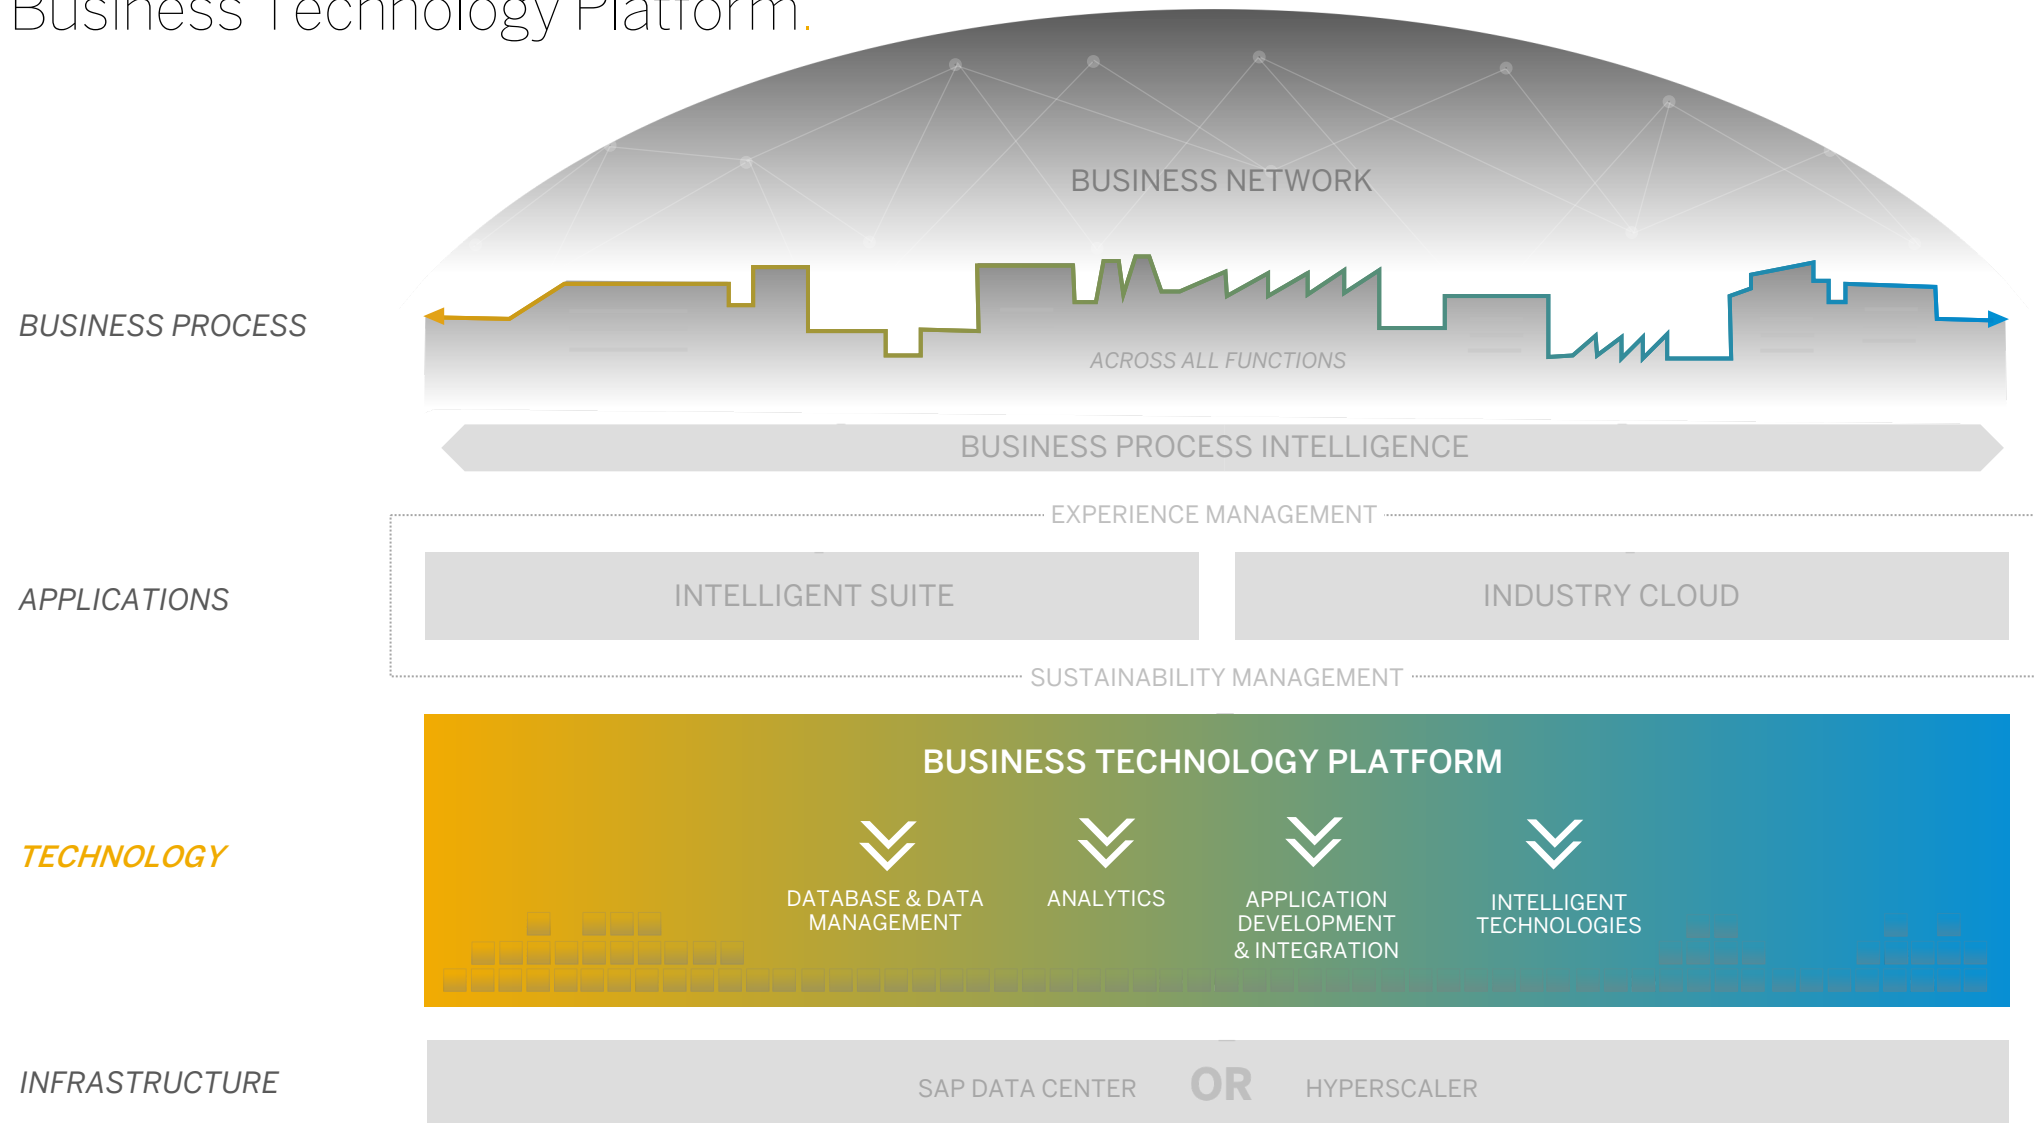 Business Technology Platform.
BUSINESS NETWORK
BUSINESS PROCESS
ACROSS ALL FUNCTIONS
BUSINESS PROCESS INTELLIGENCE
EXPERIENCE MANAGEMENT
APPLICATIONS
INTELLIGENT SUITE
INDUSTRY CLOUD
SUSTAINABILITY MANAGEMENT
BUSINESS TECHNOLOGY PLATFORM
TECHNOLOGY
DATABASE & DATA
MANAGEMENT
ANALYTICS
APPLICATION
DEVELOPMENT
& INTEGRATION
INTELLIGENT
TECHNOLOGIES
INFRASTRUCTURE
SAP DATA CENTER OR HYPERSCALER